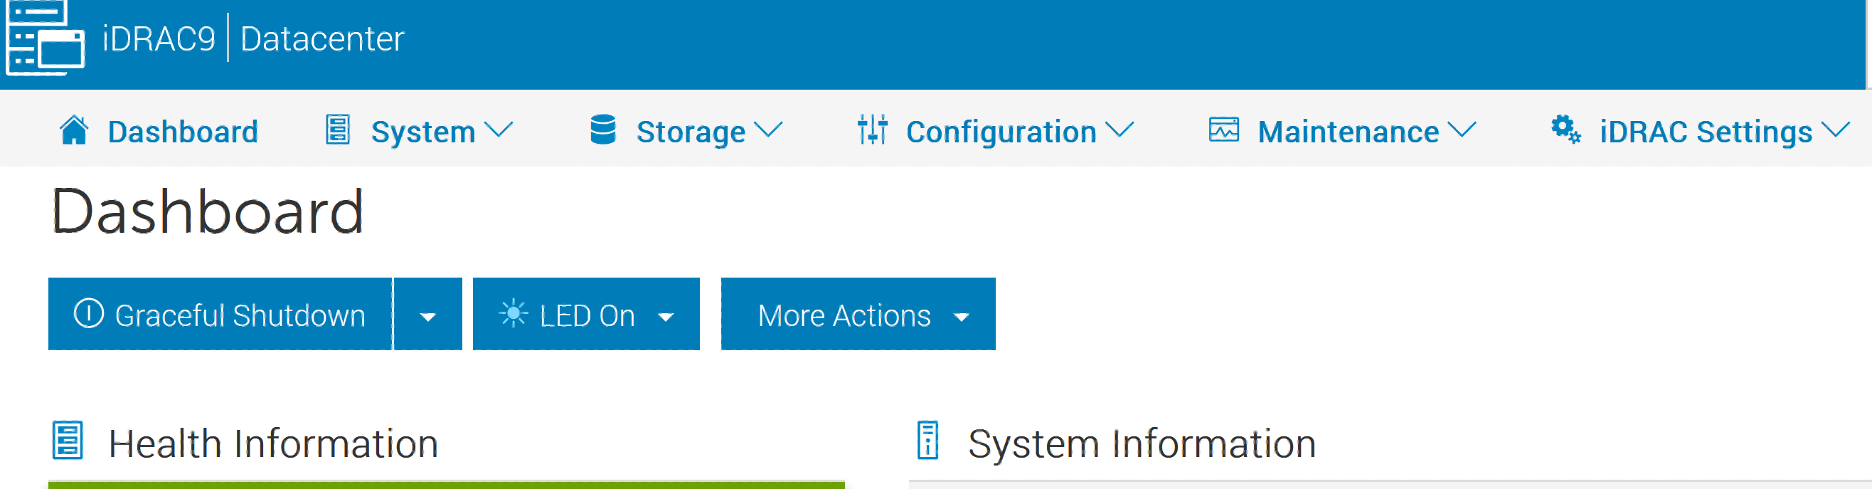 iDRAC9 | Datacenter
Dashboard System Storage Configuration Maintenance iDRAC Settings
Dashboard
Graceful Shutdown LED On More Actions
Health Information System Information